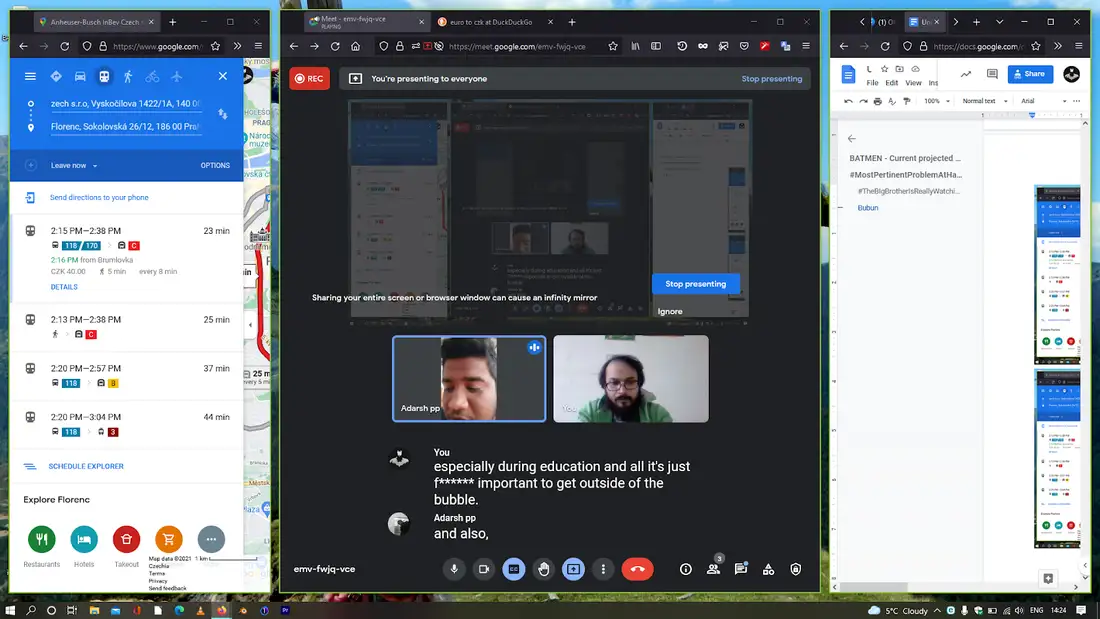 Anheuser-Busch InBev Czech
https://www.google.com/
zech s.r.o, Vyskočilova 1422/1A, 140 00
Florenc, Sokolovská 26/12, 186 00 Pra
Leave now
OPTIONS
Send directions to your phone
2:15 PM—2:38 PM
23 min
118 / 170
C
2:16 PM from Brumlovka
CZK 40.00
5 min
every 8 min
DETAILS
2:13 PM—2:38 PM
25 min
C
2:20 PM—2:57 PM
37 min
118
B
2:20 PM—3:04 PM
44 min
118
3
SCHEDULE EXPLORER
Explore Florenc
Restaurants
Hotels
Takeout
Map data ©2021
1 km
Czechia
Terms
Privacy
Send feedback
Meet - emv-fwjq-vce
PLAYING
euro to czk at DuckDuckGo
https://meet.google.com/emv-fwjq-vce
REC
You're presenting to everyone
Stop presenting
Stop presenting
Sharing your entire screen or browser window can cause an infinity mirror
Ignore
Adarsh pp
You
You
especially during education and all it's just
f****** important to get outside of the
bubble.
Adarsh pp
and also,
emv-fwjq-vce
3
https://docs.google.com/
File
Edit
View
Ins
Share
100%
Normal text
Arial
BATMEN - Current projected ...
#MostPertinentProblemAtHa...
#TheBIgBrotherIsReallyWatchi...
Bubun
5°C Cloudy
ENG
14:24